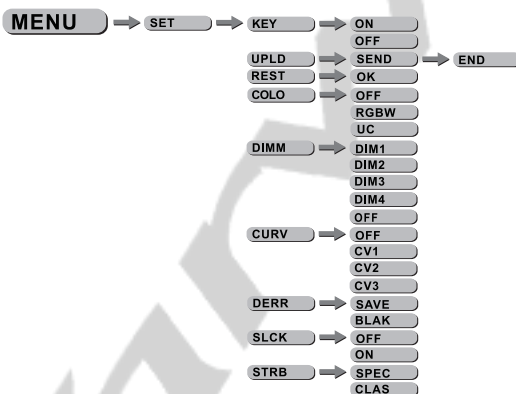 MENU SET KEY ON
OFF
UPLD SEND END
REST OK
COLO OFF
RGBW
UC
DIMM DIM1
DIM2
DIM3
DIM4
OFF
CURV OFF
CV1
CV2
CV3
DERR SAVE
BLAK
SLCK OFF
ON
STRB SPEC
CLAS